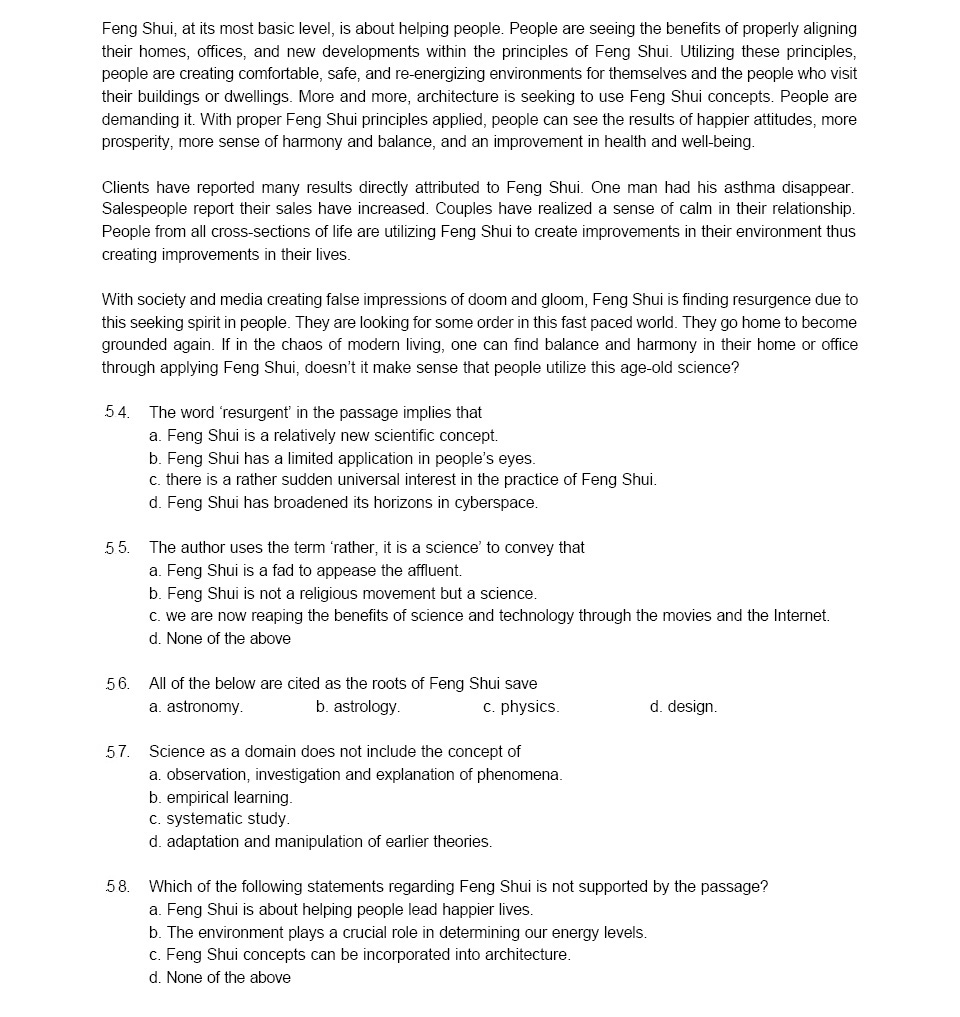 Feng Shui, at its most basic level, is about helping people. People are seeing the benefits of properly aligning
their homes, offices, and new developments within the principles of Feng Shui. Utilizing these principles,
people are creating comfortable, safe, and re-energizing environments for themselves and the people who visit
their buildings or dwellings. More and more, architecture is seeking to use Feng Shui concepts. People are
demanding it. With proper Feng Shui principles applied, people can see the results of happier attitudes, more
prosperity, more sense of harmony and balance, and an improvement in health and well-being.
Clients have reported many results directly attributed to Feng Shui. One man had his asthma disappear.
Salespeople report their sales have increased. Couples have realized a sense of calm in their relationship.
People from all cross-sections of life are utilizing Feng Shui to create improvements in their environment thus
creating improvements in their lives.
With society and media creating false impressions of doom and gloom, Feng Shui is finding resurgence due to
this seeking spirit in people. They are looking for some order in this fast paced world. They go home to become
grounded again. If in the chaos of modern living, one can find balance and harmony in their home or office
through applying Feng Shui, doesn't it make sense that people utilize this age-old science?
54. The word 'resurgent' in the passage implies that
a. Feng Shui is a relatively new scientific concept.
b. Feng Shui has a limited application in people's eyes.
c. there is a rather sudden universal interest in the practice of Feng Shui.
d. Feng Shui has broadened its horizons in cyberspace.
55. The author uses the term 'rather, it is a science' to convey that
a. Feng Shui is a fad to appease the affluent.
b. Feng Shui is not a religious movement but a science.
c. we are now reaping the benefits of science and technology through the movies and the Internet.
d. None of the above
56. All of the below are cited as the roots of Feng Shui save
a. astronomy. b. astrology. c. physics. d. design.
57. Science as a domain does not include the concept of
a. observation, investigation and explanation of phenomena.
b. empirical learning.
c. systematic study.
d. adaptation and manipulation of earlier theories.
58. Which of the following statements regarding Feng Shui is not supported by the passage?
a. Feng Shui is about helping people lead happier lives.
b. The environment plays a crucial role in determining our energy levels.
c. Feng Shui concepts can be incorporated into architecture.
d. None of the above